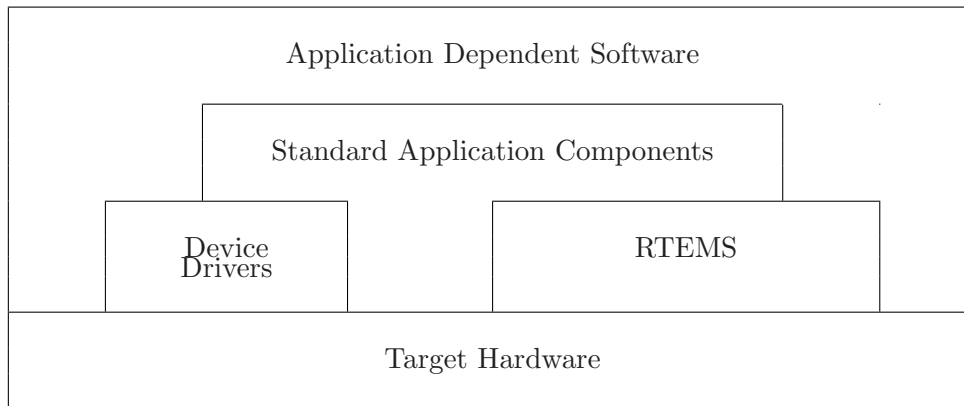 Application Dependent Software
Standard Application Components
Device
Drivers
RTEMS
Target Hardware